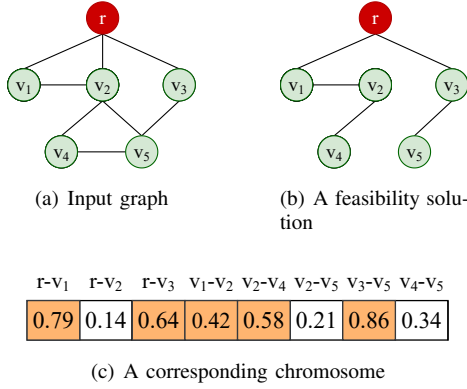 r
r
v1
v2
v3
v1
v2
v3
v4
v5
v4
v5
(a) Input graph
(b) A feasibility solu-
tion
r-v1 r-v2 r-v3 v1-v2 v2-v4 v2-v5 v3-v5 v4-v5
0.79 0.14 0.64 0.42 0.58 0.21 0.86 0.34
(c) A corresponding chromosome